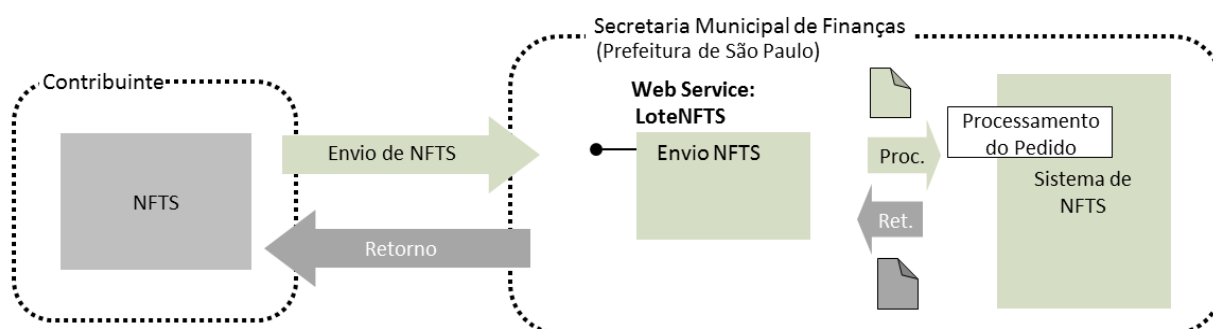 Secretaria Municipal de Finanças
(Prefeitura de São Paulo)
Contribuinte
Web Service:
LoteNFTS
Processamento
do Pedido
Envio de NFTS
Envio NFTS
Proc.
Sistema de
NFTS
NFTS
Ret.
Retorno